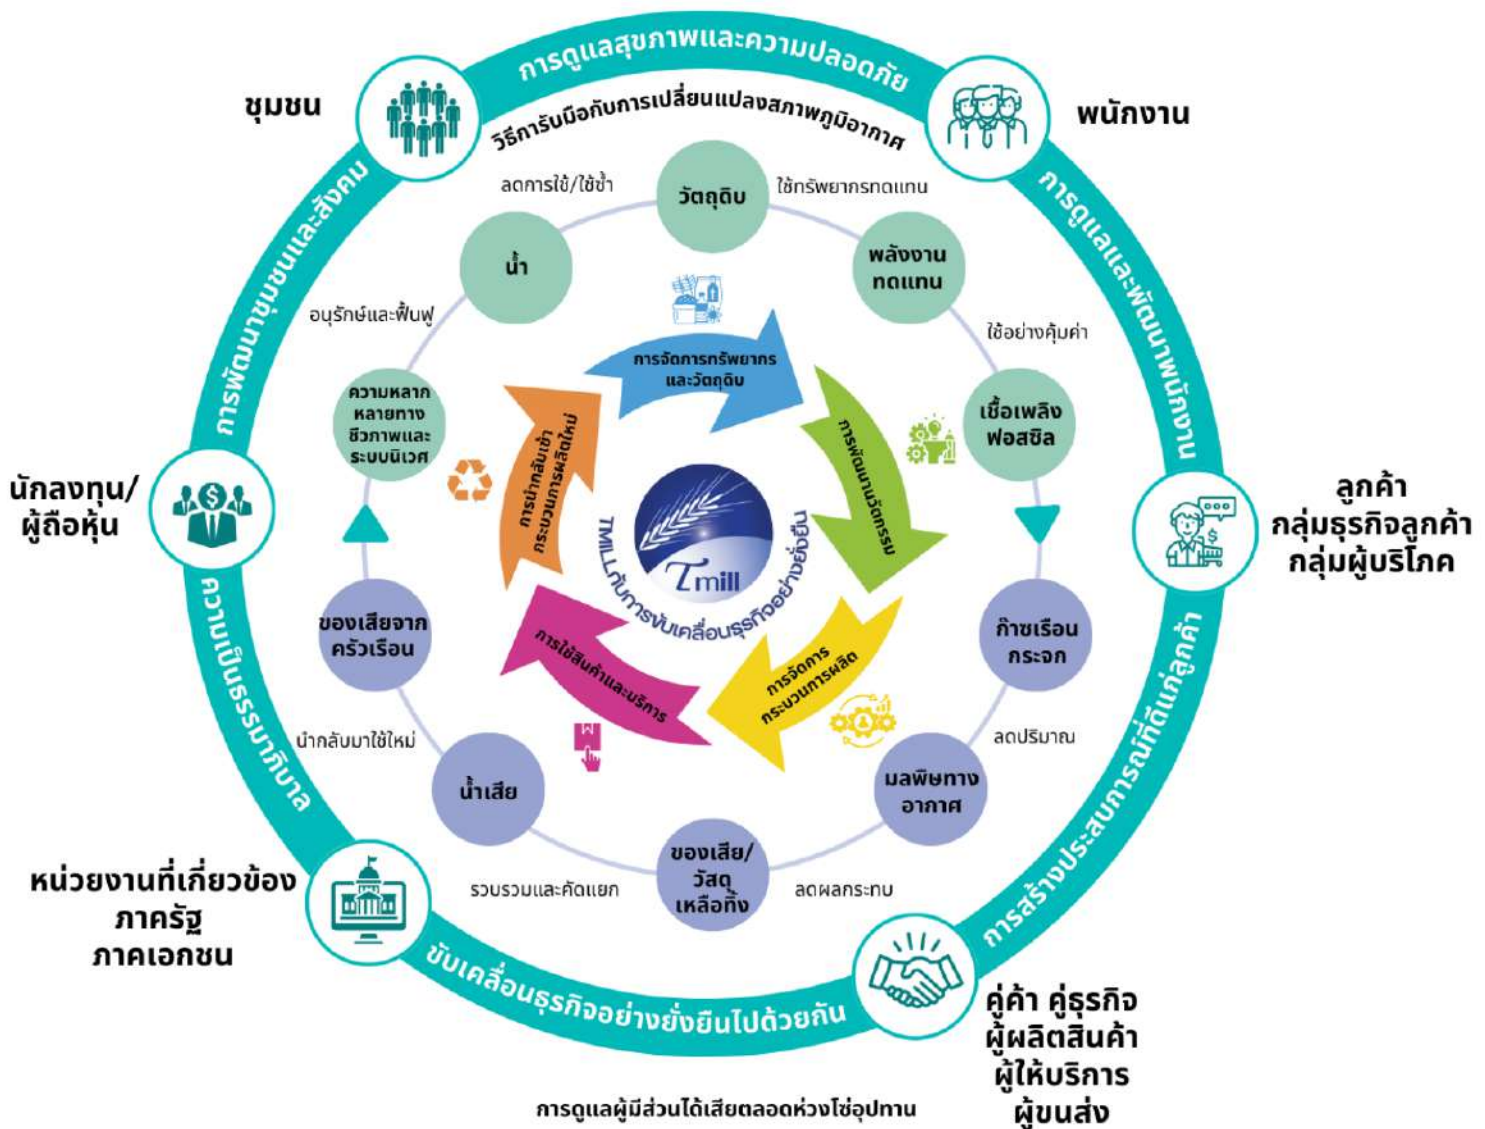 การดูแลสุขภาพและความปลอดภัย
ชุมชน
พนักงาน
วิธีการับมือกับการเปลี่ยนแปลงสภาพภูมิอากาศ
ลดการใช้/ใช้ซ้ำ
วัตถุดิบ
ใช้ทรัพยากรทดแทน
การพัฒนาชุมชนและสังคม
การดูแลและพัฒนาพนักงาน
น้ำ
พลังงาน
ทดแทน
อนุรักษ์และฟื้นฟู
ใช้อย่างคุ้มค่า
การจัดการทรัพยากร
และวัตถุดิบ
ความหลาก
หลายทาง
ชีวภาพและ
ระบบนิเวศ
เชื้อเพลิง
ฟอสซิล
การนำกลับเข้า
กระบวนการผลิตใหม่
การพัฒนานวัตกรรม
นักลงทุน/
ผู้ถือหุ้น
ลูกค้า
กลุ่มธุรกิจลูกค้า
กลุ่มผู้บริโภค
Tmill
TMILLกับการขับเคลื่อนธุรกิจอย่างยั่งยืน
ของเสียจาก
ครัวเรือน
ก๊าซเรือน
กระจก
การใช้สินค้าและบริการ
การจัดการ
กระบวนการผลิต
ความเป็นธรรมาภิบาล
การสร้างประสบการณ์ที่ดีแก่ลูกค้า
นำกลับมาใช้ใหม่
ลดปริมาณ
น้ำเสีย
มลพิษทาง
อากาศ
ของเสีย/
วัสดุ
เหลือทิ้ง
รวบรวมและคัดแยก
ลดผลกระทบ
หน่วยงานที่เกี่ยวข้อง
ภาครัฐ
ภาคเอกชน
ขับเคลื่อนธุรกิจอย่างยั่งยืนไปด้วยกัน
คู่ค้า คู่ธุรกิจ
ผู้ผลิตสินค้า
ผู้ให้บริการ
ผู้ขนส่ง
การดูแลผู้มีส่วนได้เสียตลอดห่วงโซ่อุปทาน